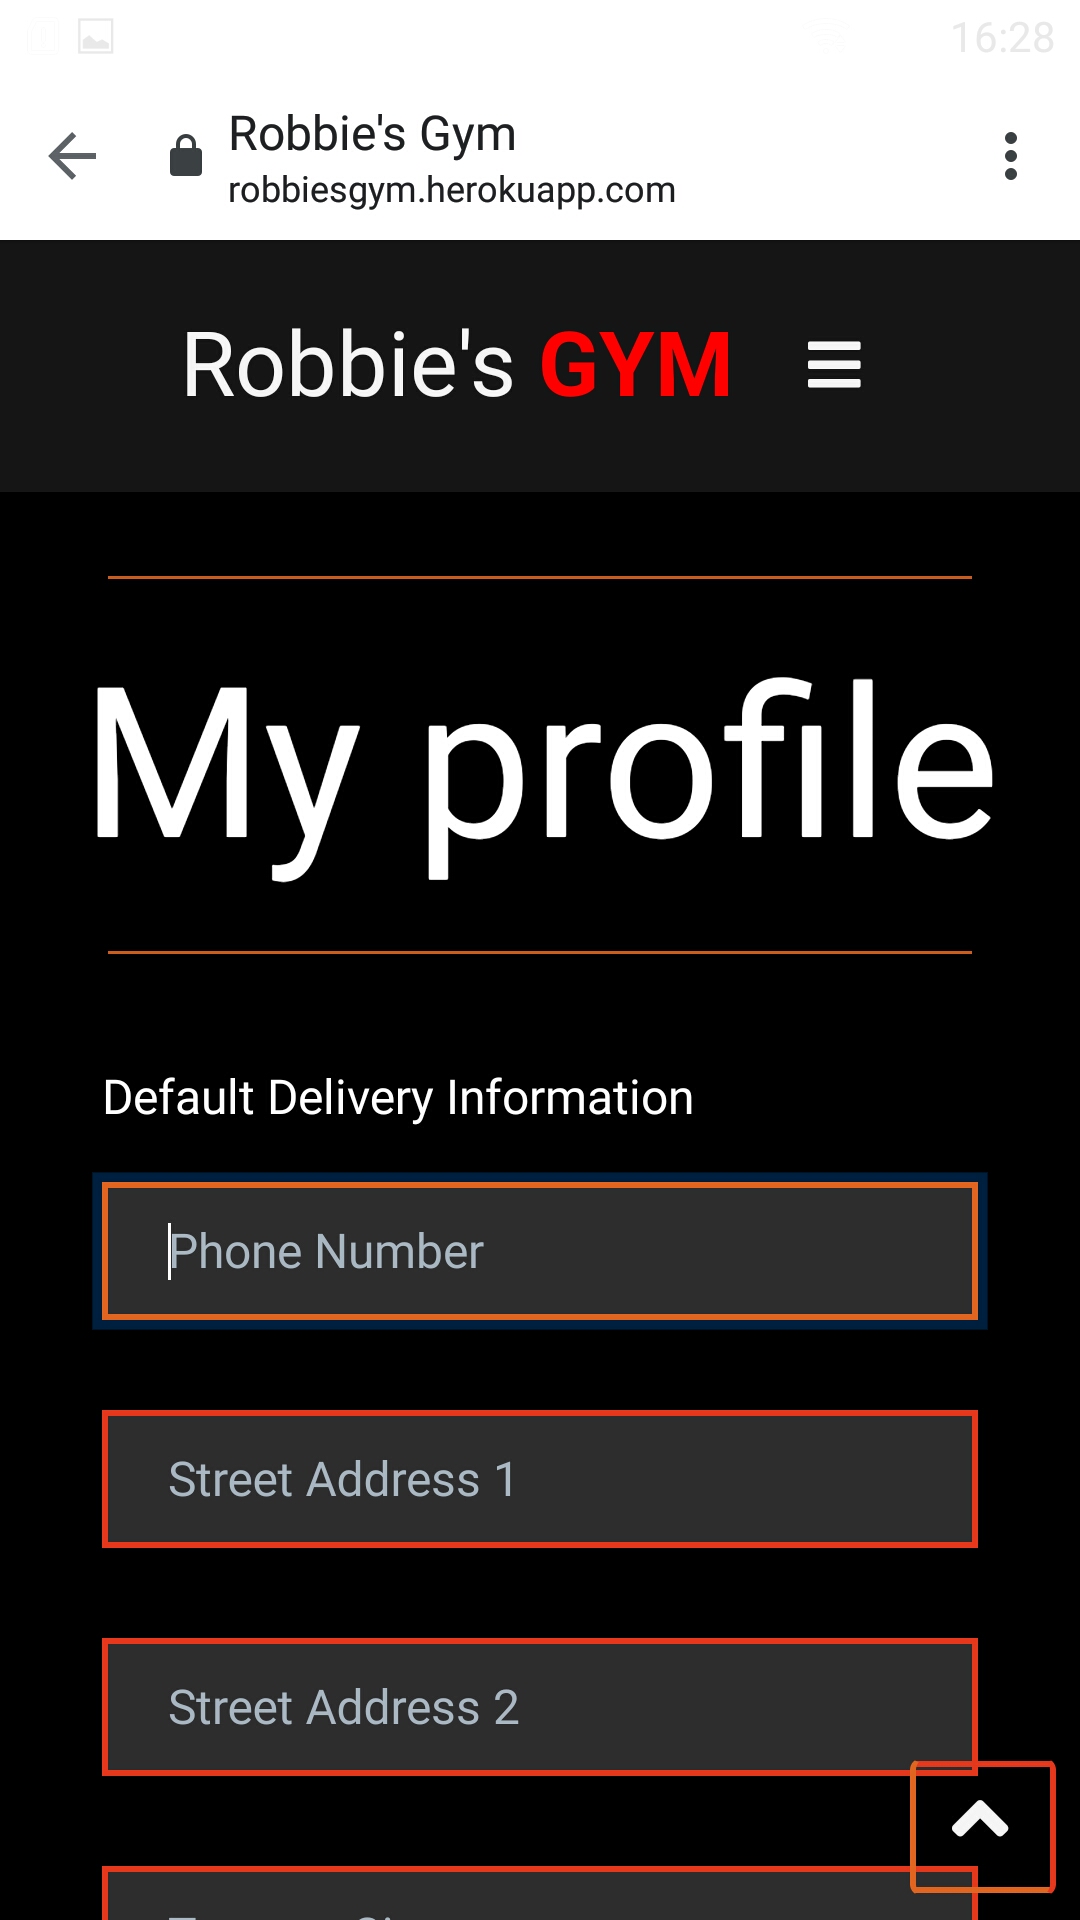 16:28
Robbie's Gym
robbiesgym.herokuapp.com
Robbie's GYM
My profile
Default Delivery Information
Phone Number
Street Address 1
Street Address 2